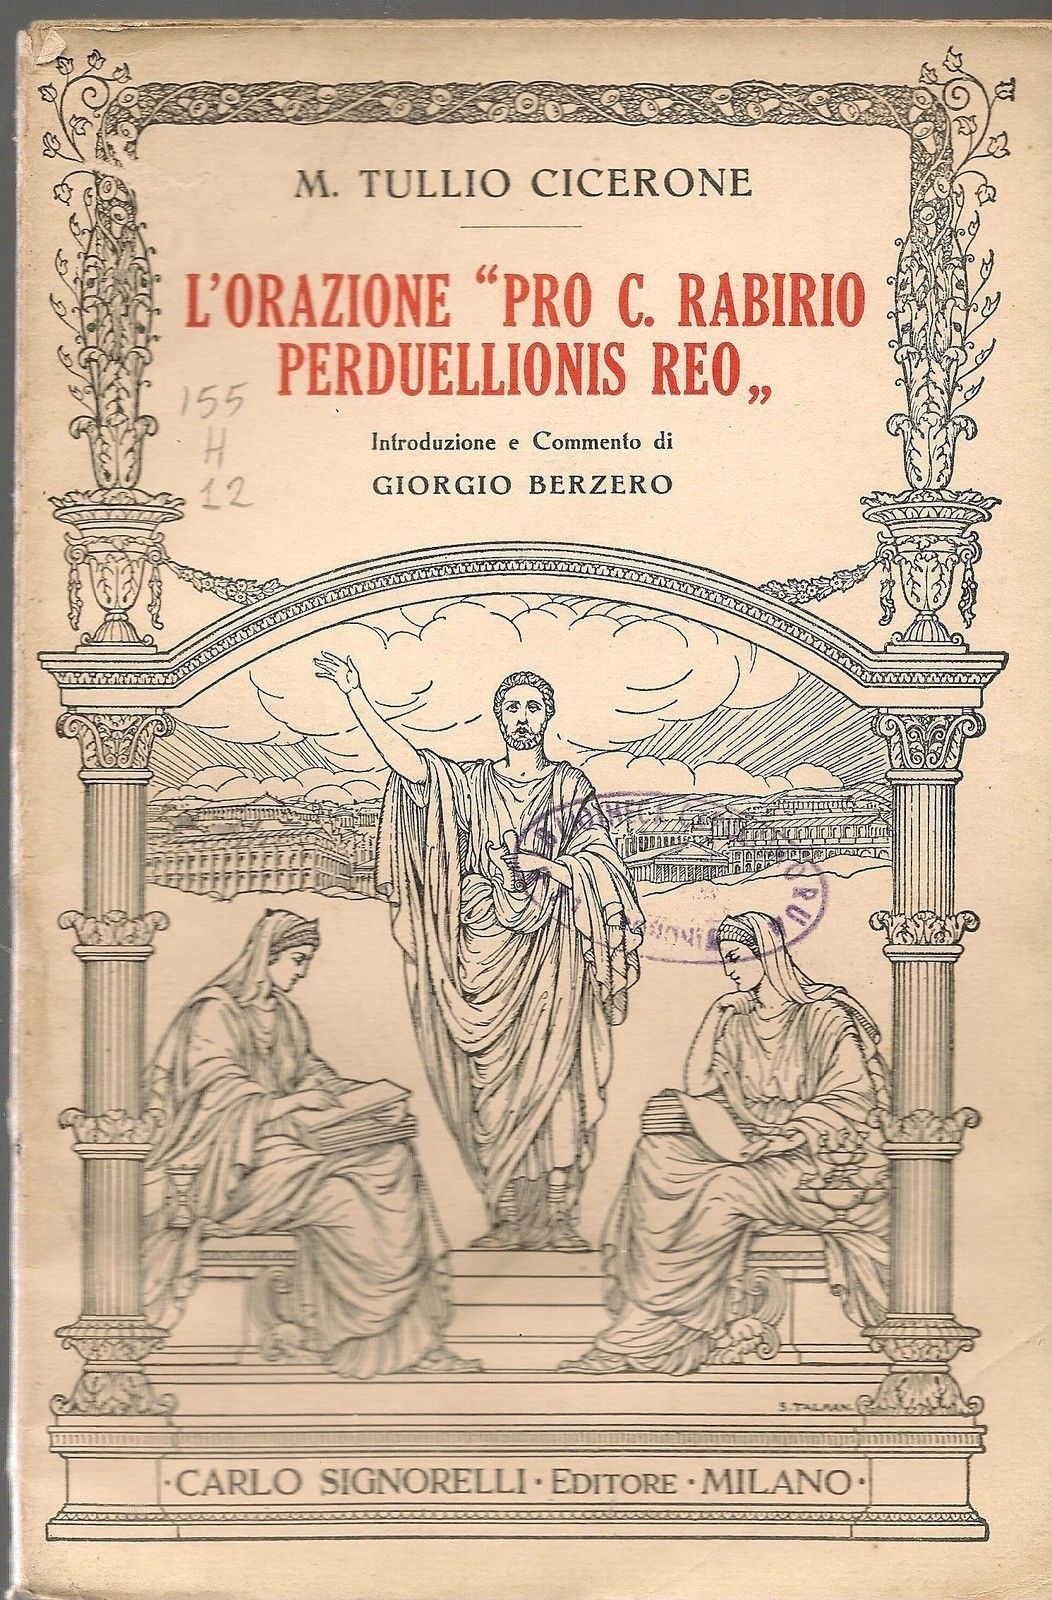 M. TULLIO CICERONE
L'ORAZIONE “PRO C. RABIRIO
PERDUELLIONIS REO„
155
H
12
Introduzione e Commento di
GIORGIO BERZERO
·CARLO SIGNORELLI · EDITORE · MILANO·